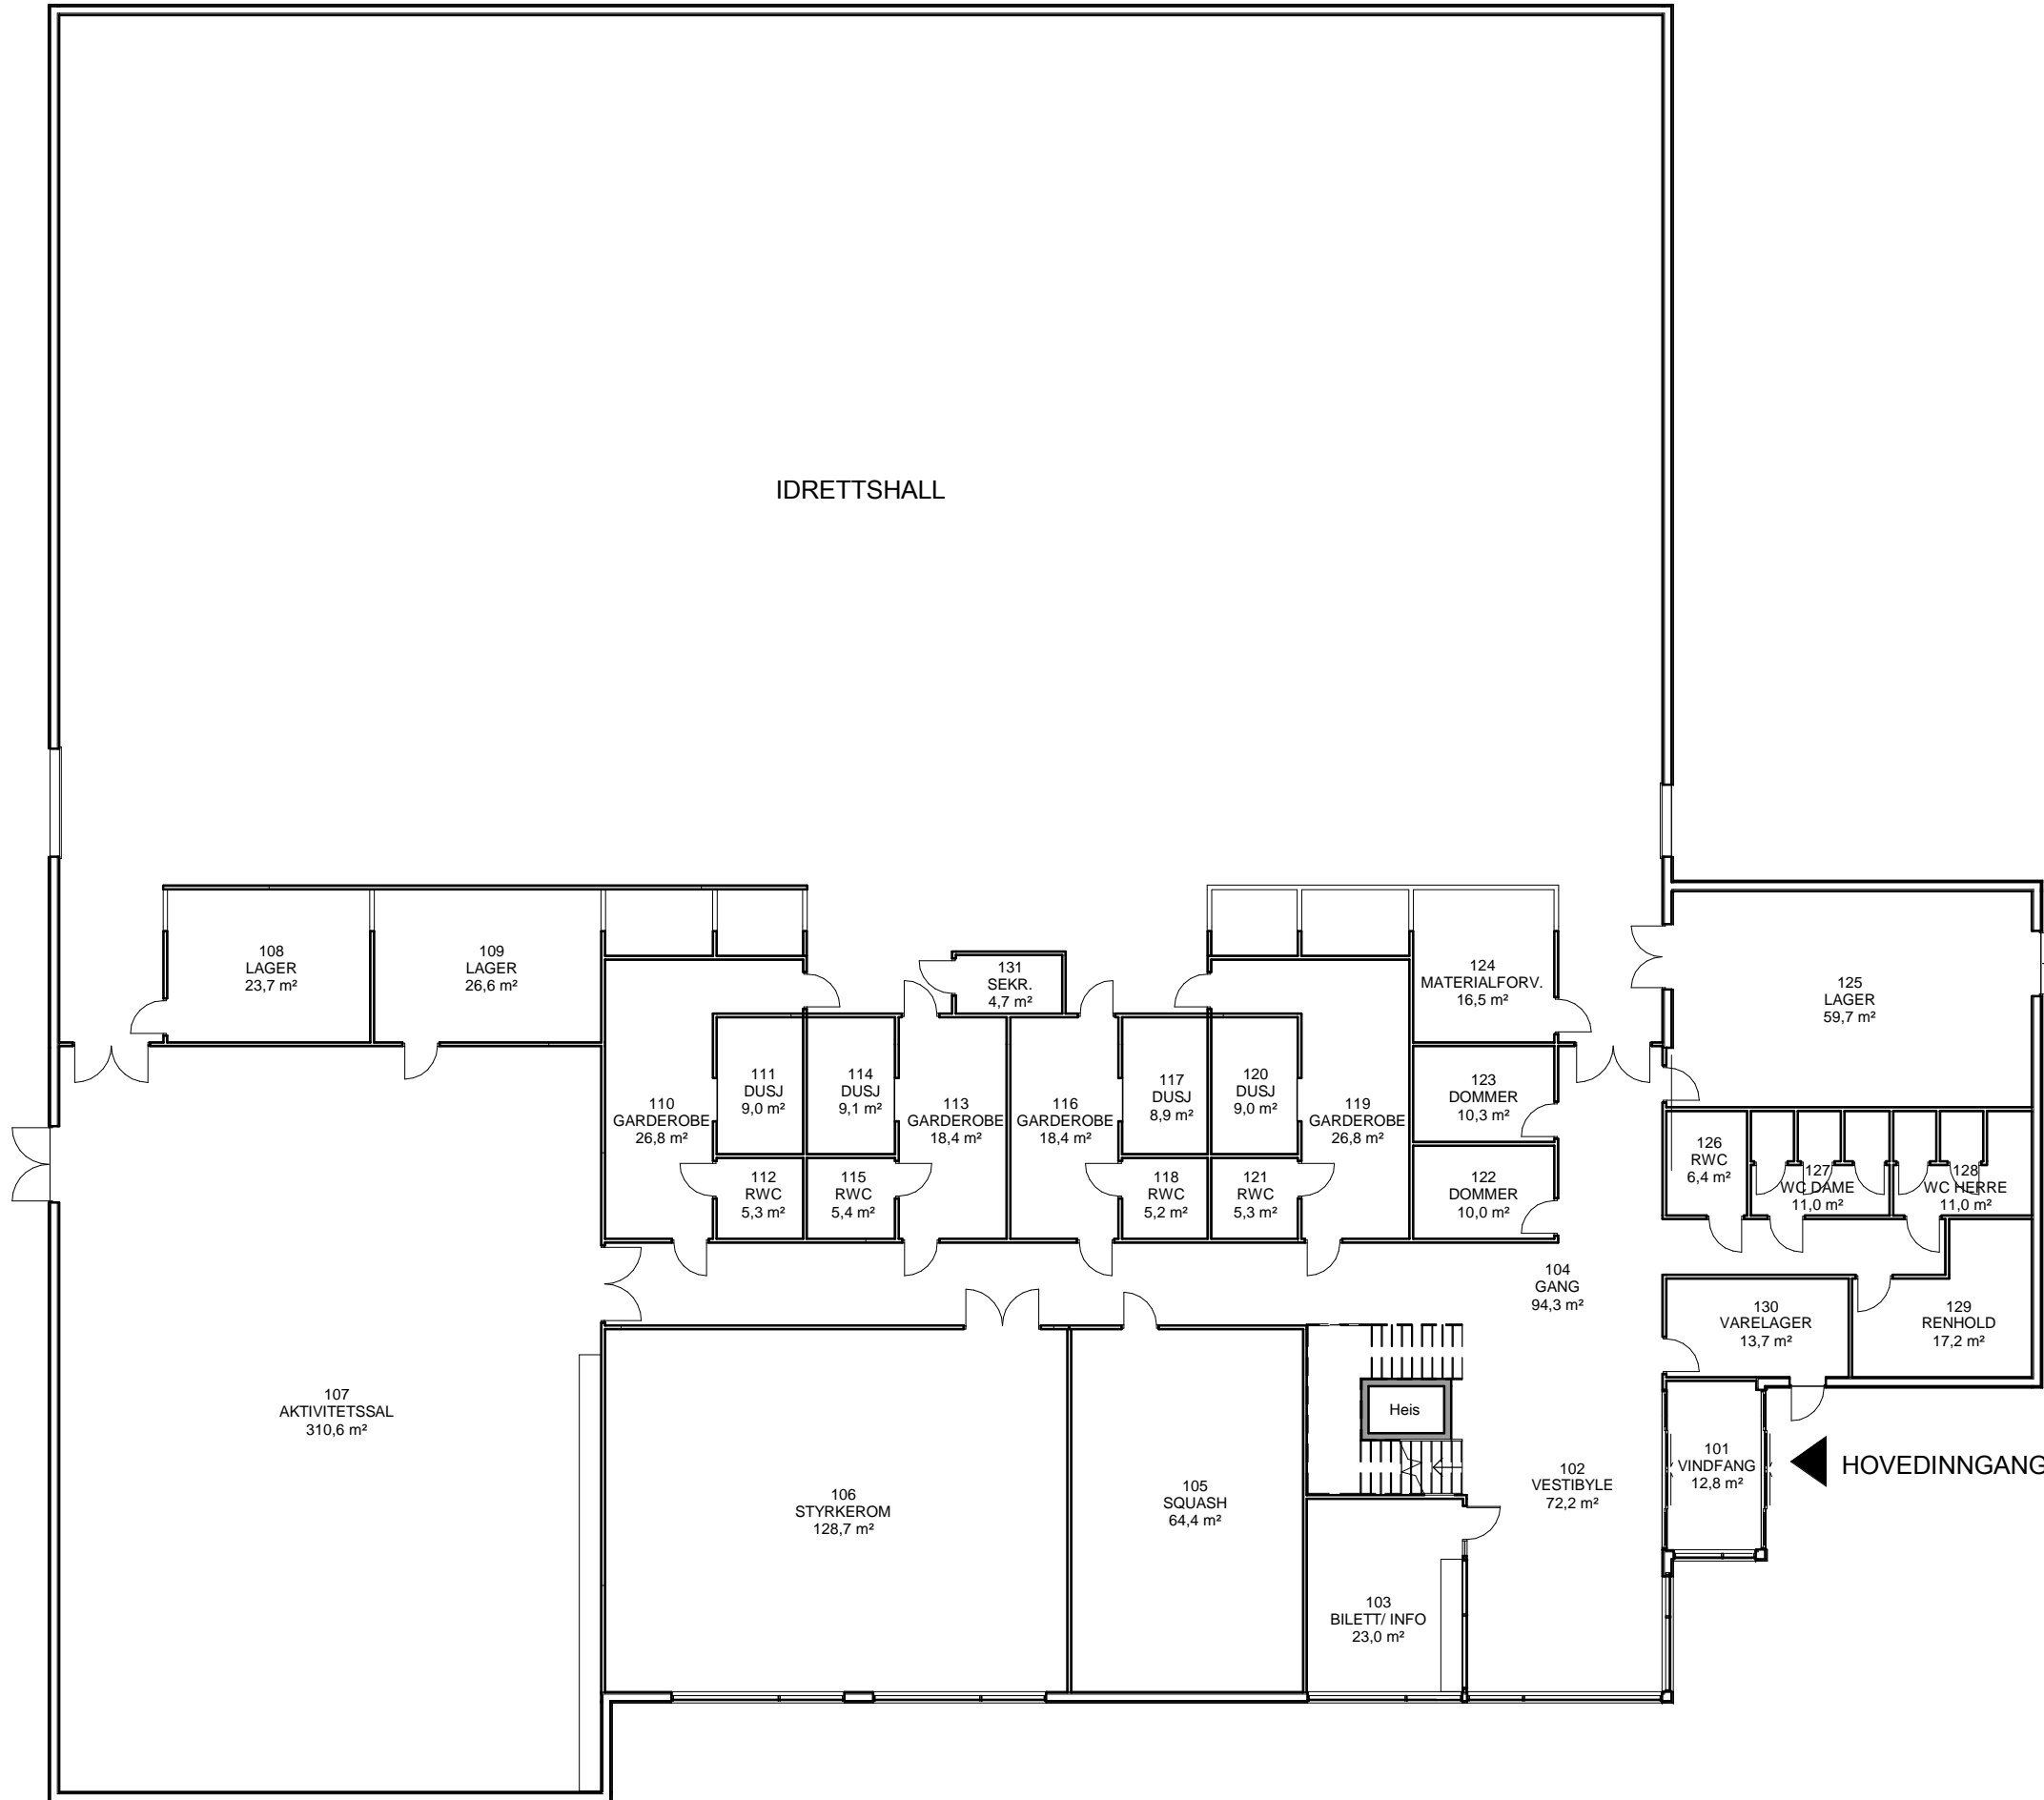 IDRETTSHALL
108
LAGER
23,7 m²
109
LAGER
26,6 m²
131
SEKR.
4,7 m²
124
MATERIALFORV.
16,5 m²
125
LAGER
59,7 m²
110
GARDEROBE
26,8 m²
111
DUSJ
9,0 m²
114
DUSJ
9,1 m²
113
GARDEROBE
18,4 m²
116
GARDEROBE
18,4 m²
117
DUSJ
8,9 m²
120
DUSJ
9,0 m²
119
GARDEROBE
26,8 m²
123
DOMMER
10,3 m²
112
RWC
5,3 m²
115
RWC
5,4 m²
118
RWC
5,2 m²
121
RWC
5,3 m²
122
DOMMER
10,0 m²
126
RWC
6,4 m²
127
WC DAME
11,0 m²
128
WC HERRE
11,0 m²
104
GANG
94,3 m²
130
VARELAGER
13,7 m²
129
RENHOLD
17,2 m²
107
AKTIVITETSSAL
310,6 m²
Heis
106
STYRKEROM
128,7 m²
105
SQUASH
64,4 m²
102
VESTIBYLE
72,2 m²
101
VINDFANG
12,8 m²
HOVEDINNGANG
103
BILETT/ INFO
23,0 m²